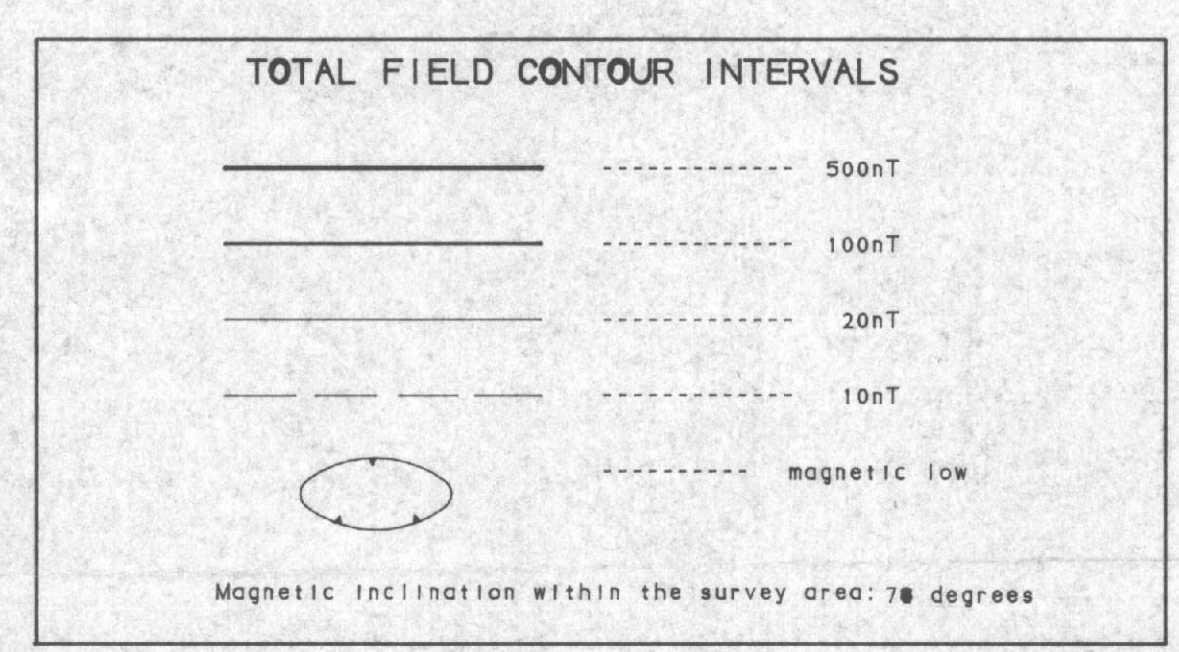 TOTAL FIELD CONTOUR INTERVALS
500nT
100nT
20nT
10nT
magnetic low
Magnetic inclination within the survey area: degrees